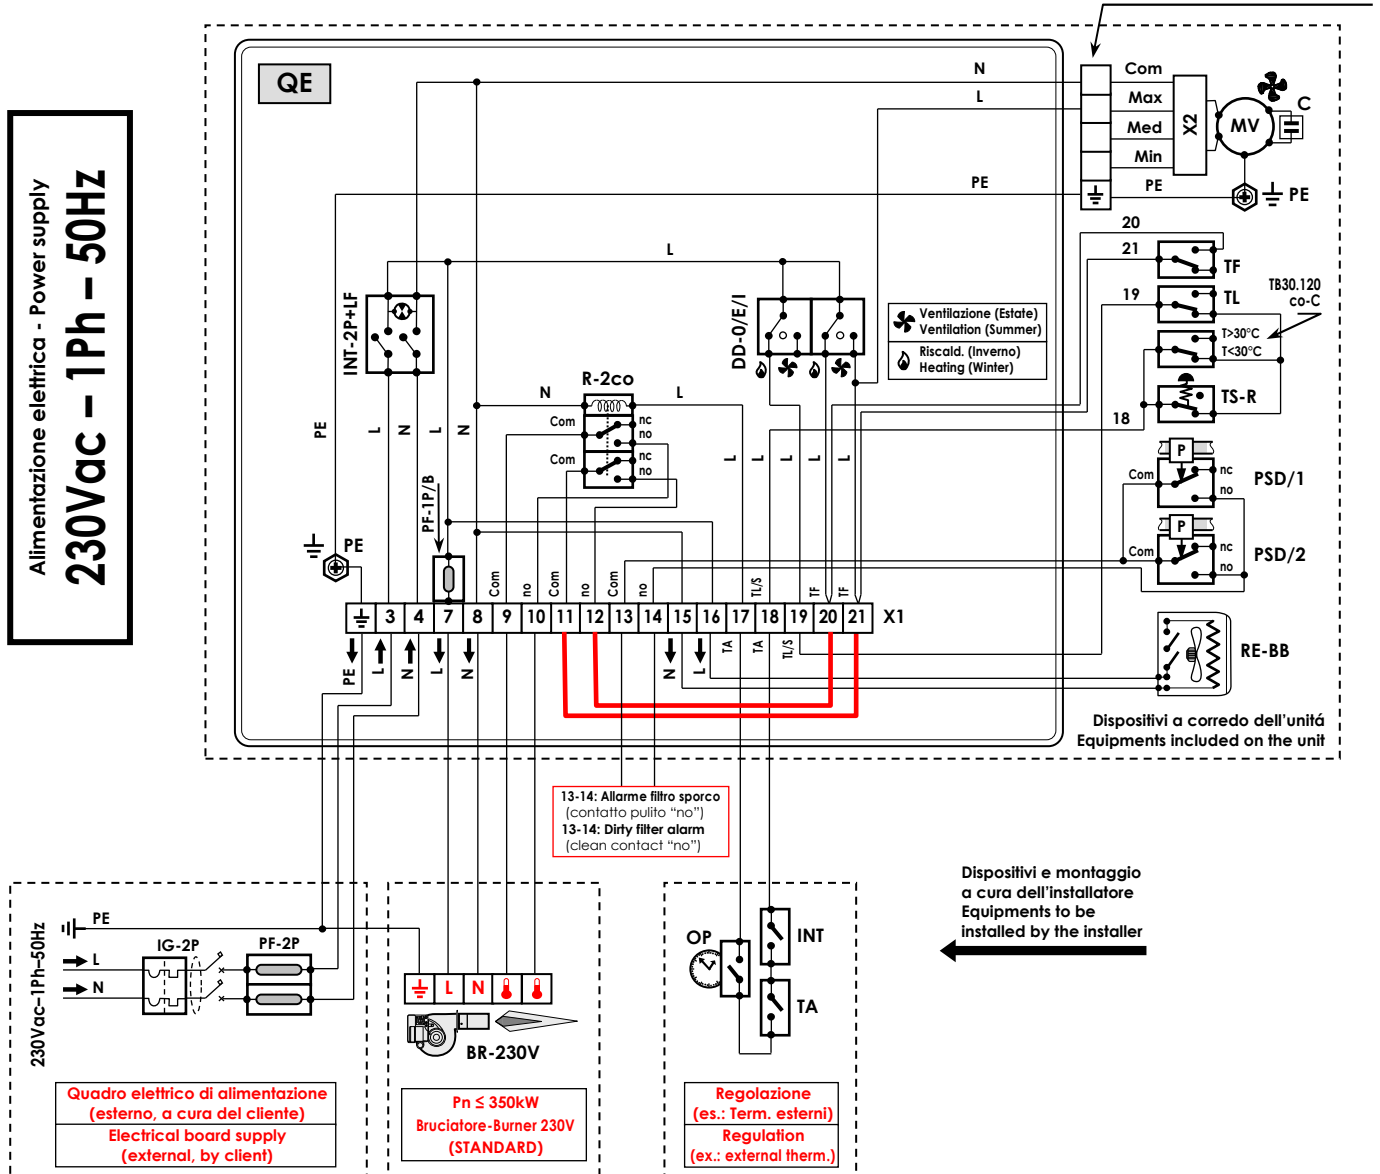 Alimentazione elettrica - Power supply
230Vac – 1Ph – 50Hz
QE
N
L
PE
Com
Max
Med
Min
PE
X2
MV
C
PE
20
21
19
18
TF
TL
TB30.120
co-C
T>30°C
T<30°C
TS-R
P
Com
nc
no
PSD/1
P
Com
nc
no
PSD/2
RE-BB
L
INT-2P+LF
DD-0/E/I
Ventilazione (Estate)
Ventilation (Summer)
Riscald. (Inverno)
Heating (Winter)
R-2co
N
L
Com
nc
no
Com
nc
no
PE
L
N
L
N
L
L
L
L
PF-1P/B
PE
Com
no
Com
no
Com
no
TL/S
TF
TF
3
4
7
8
9
10
11
12
13
14
15
16
17
18
19
20
21
X1
PE
L
N
L
N
N
L
TA
TA
TL/S
Dispositivi a corredo dell'unitá
Equipments included on the unit
13-14: Allarme filtro sporco
(contatto pulito "no")
13-14: Dirty filter alarm
(clean contact "no")
Dispositivi e montaggio
a cura dell'installatore
Equipments to be
installed by the installer
230Vac–1Ph–50Hz
PE
L
N
IG-2P
PF-2P
L
N
BR-230V
OP
INT
TA
Quadro elettrico di alimentazione
(esterno, a cura del cliente)
Electrical board supply
(external, by client)
Pn ≤ 350kW
Bruciatore-Burner 230V
(STANDARD)
Regolazione
(es.: Term. esterni)
Regulation
(ex.: external therm.)